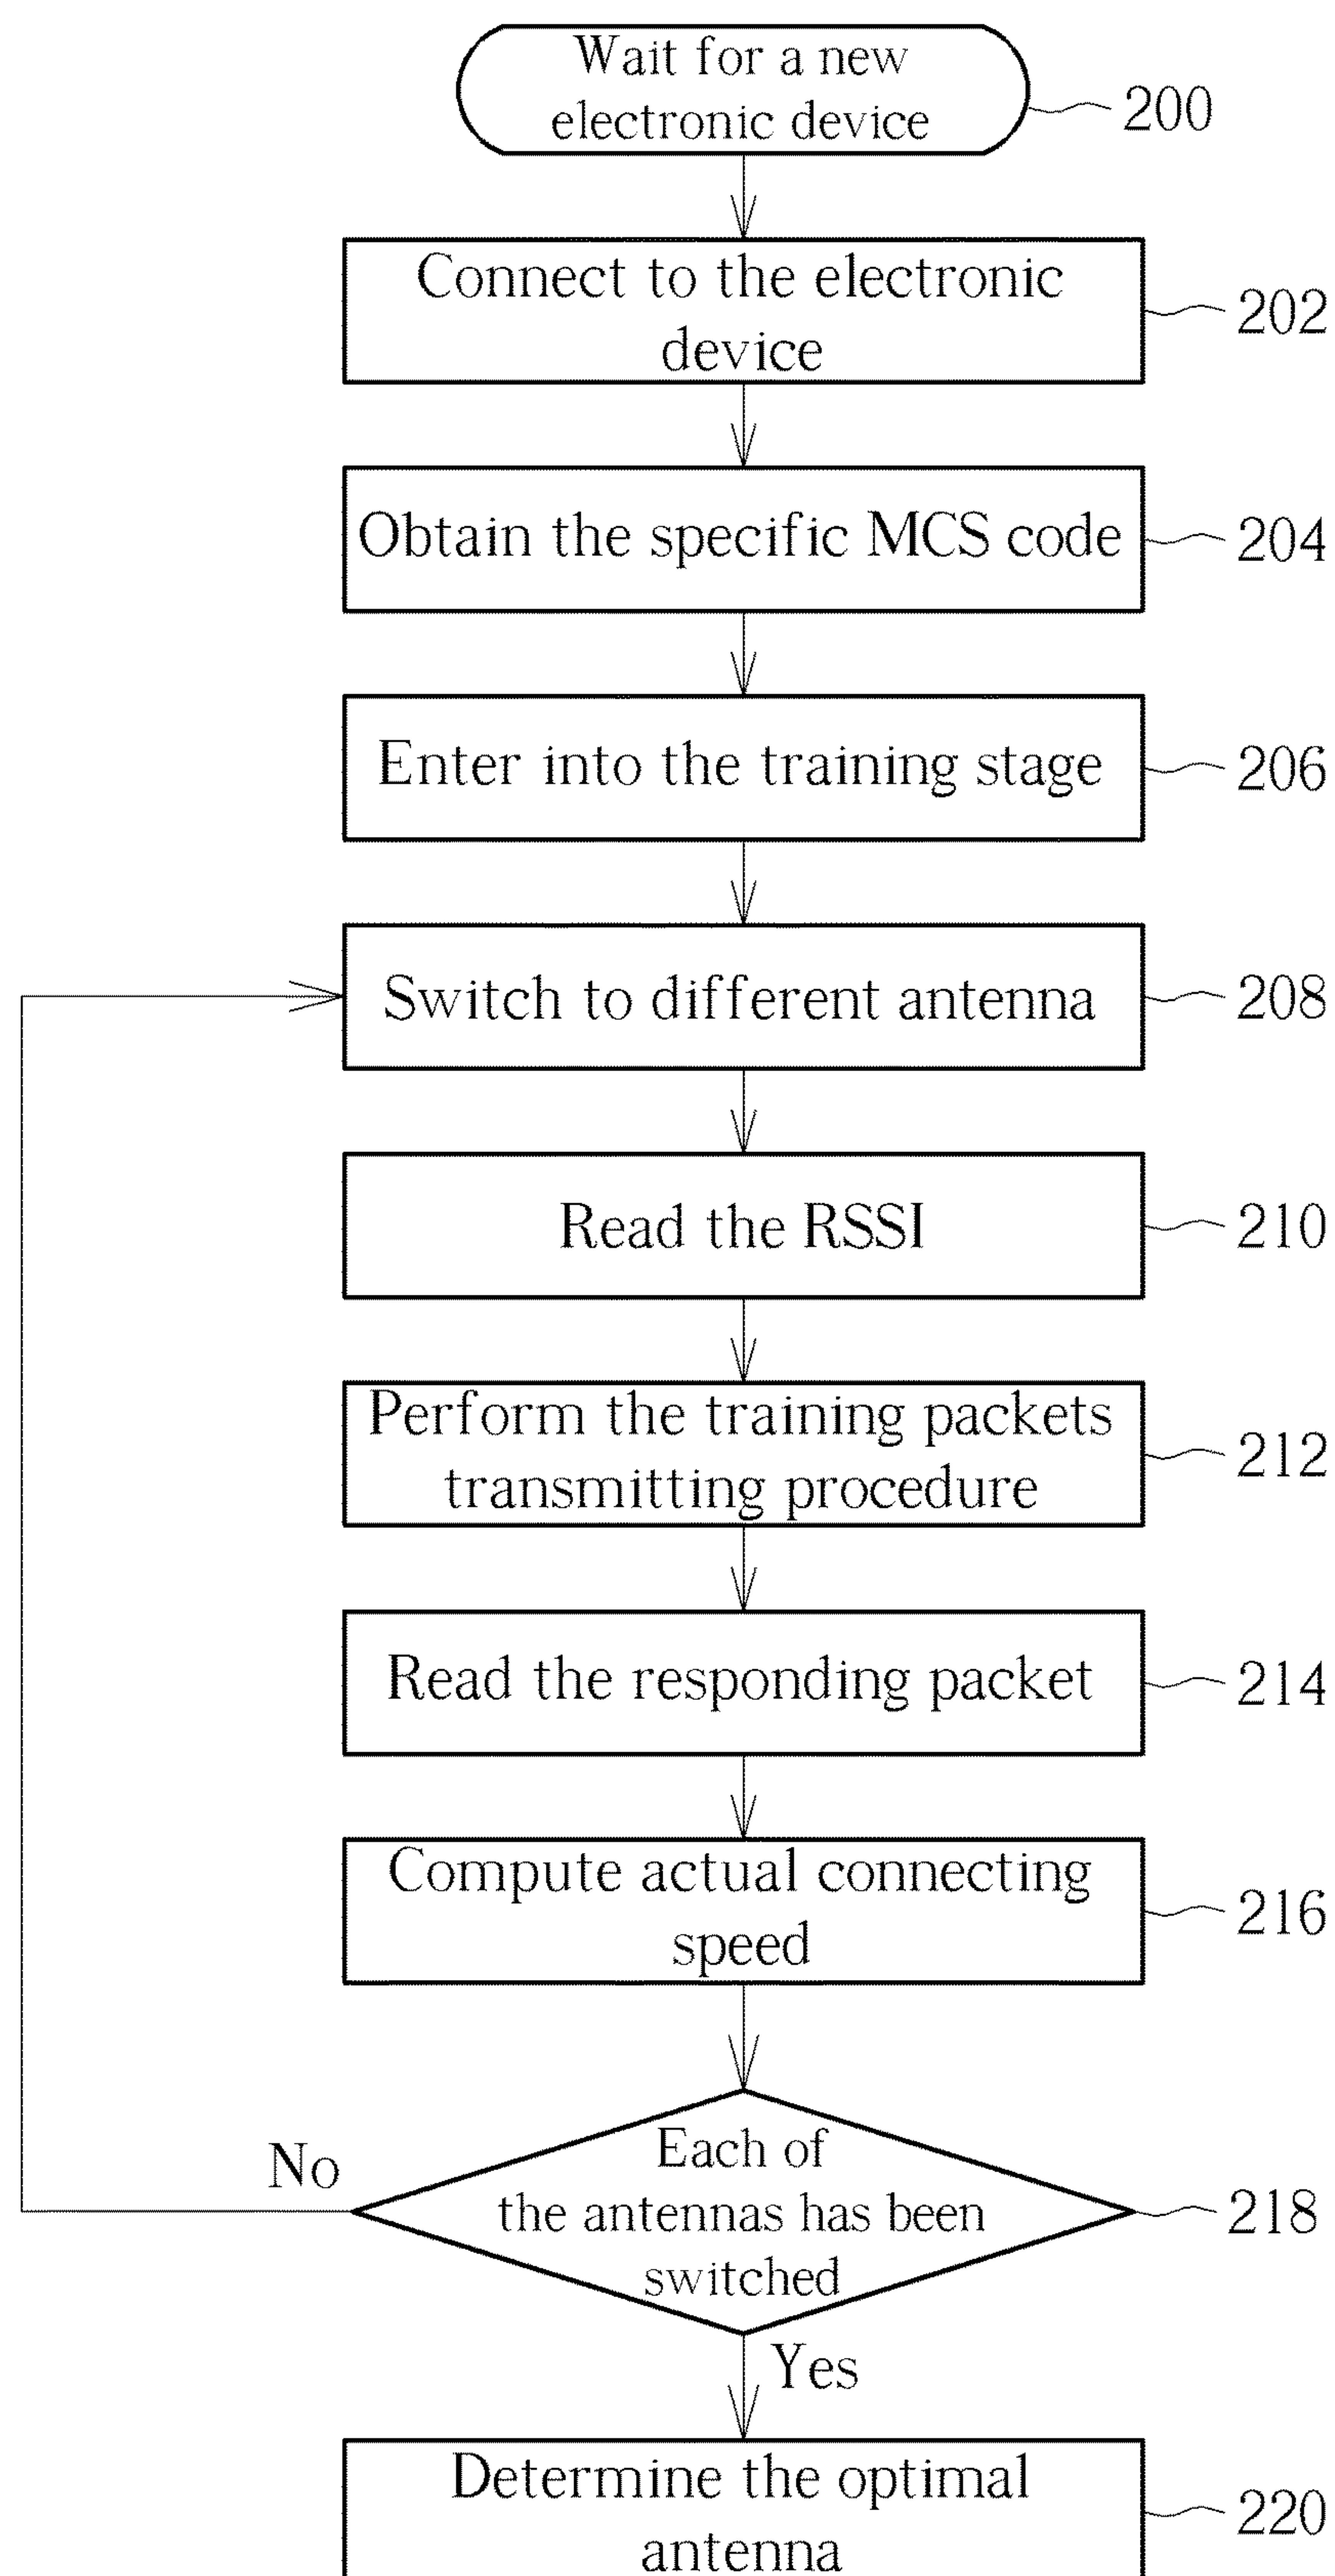 Wait for a new
electronic device
200
Connect to the electronic
device
202
Obtain the specific MCS code
204
Enter into the training stage
206
Switch to different antenna
208
Read the RSSI
210
Perform the training packets
transmitting procedure
212
Read the responding packet
214
Compute actual connecting
speed
216
Each of
the antennas has been
switched
218
No
Yes
Determine the optimal
antenna
220